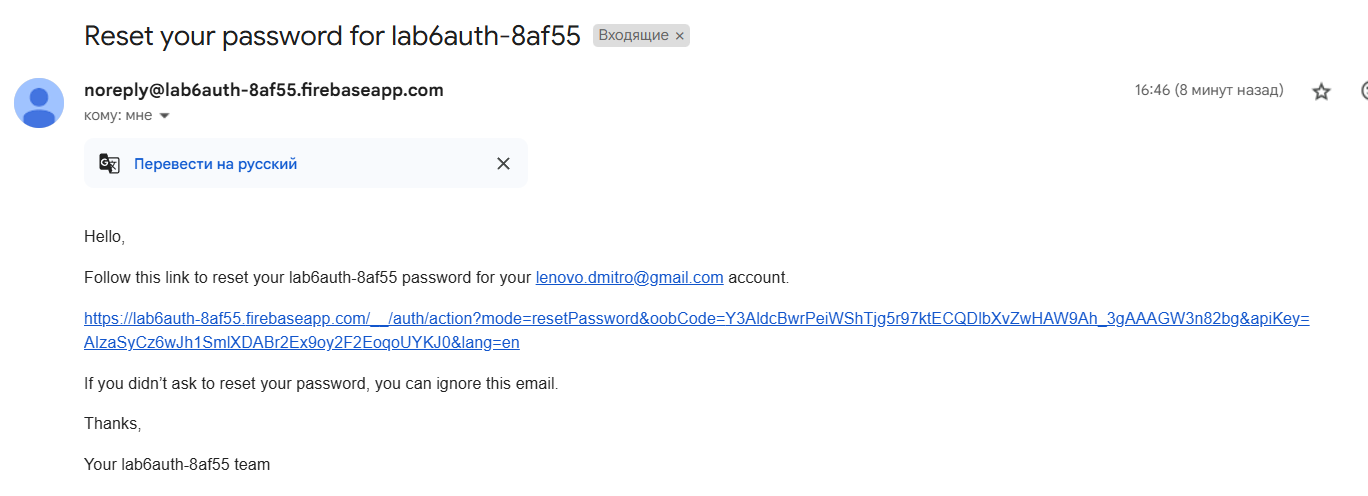 Reset your password for lab6auth-8af55 Входящие ×
noreply@lab6auth-8af55.firebaseapp.com 16:46 (8 минут назад)
кому: мне
Перевести на русский
Hello,
Follow this link to reset your lab6auth-8af55 password for your lenovo.dmitro@gmail.com account.
https://lab6auth-8af55.firebaseapp.com/__/auth/action?mode=resetPassword&oobCode=Y3AldcBwrPeiWShTjg5r97ktECQDIbXvZwHAW9Ah_3gAAAGW3n82bg&apiKey=
AIzaSyCz6wJh1SmlXDABr2Ex9oy2F2EoqoUYKJ0&lang=en
If you didn’t ask to reset your password, you can ignore this email.
Thanks,
Your lab6auth-8af55 team